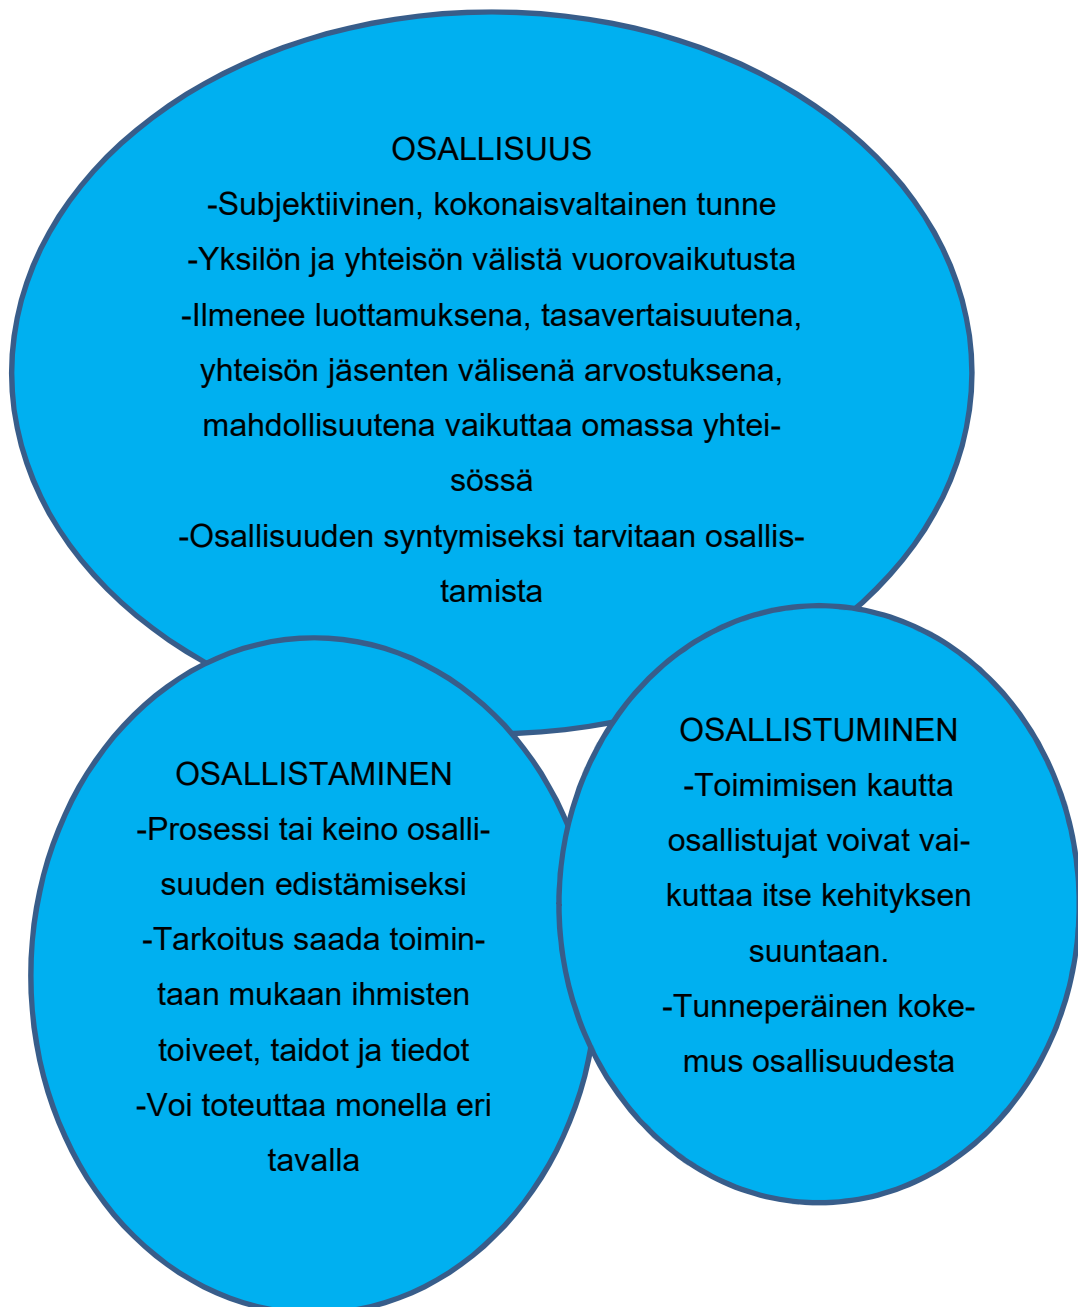 OSALLISUUS
-Subjektiivinen, kokonaisvaltainen tunne
-Yksilön ja yhteisön välistä vuorovaikutusta
-Ilmenee luottamuksena, tasavertaisuutena,
yhteisön jäsenten välisenä arvostuksena,
mahdollisuutena vaikuttaa omassa yhtei-
sössä
-Osallisuuden syntymiseksi tarvitaan osallis-
tamista
OSALLISTAMINEN
-Prosessi tai keino osalli-
suuden edistämiseksi
-Tarkoitus saada toimin-
taan mukaan ihmisten
toiveet, taidot ja tiedot
-Voi toteuttaa monella eri
tavalla
OSALLISTUMINEN
-Toimimisen kautta
osallistujat voivat vai-
kuttaa itse kehityksen
suuntaan.
-Tunneperäinen koke-
mus osallisuudesta